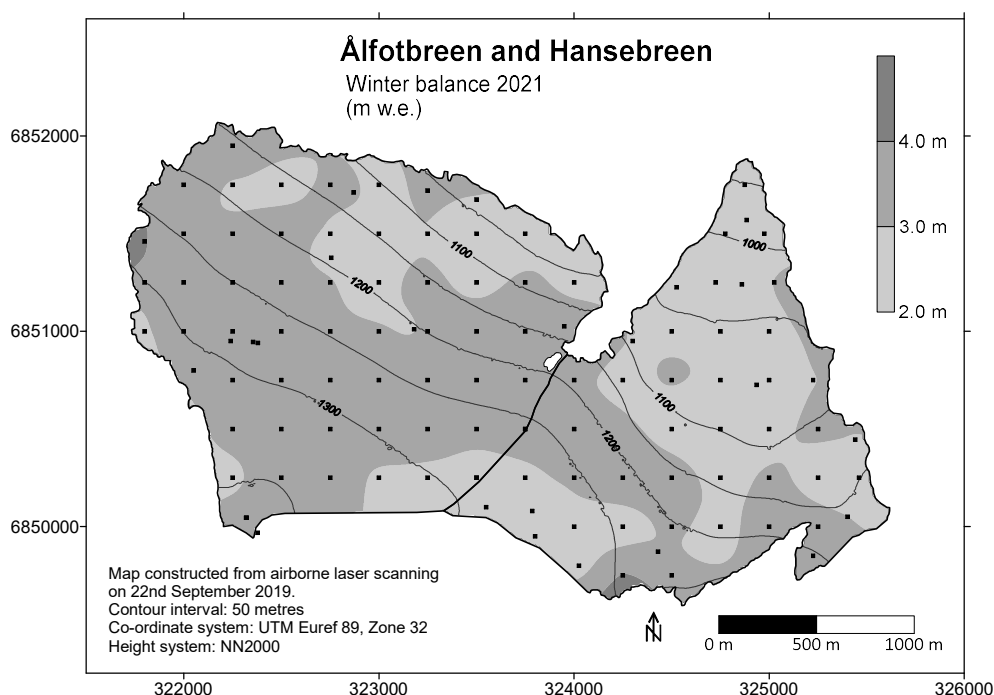 Ålfotbreen and Hansebreen
Winter balance 2021
(m w.e.)
6852000
4.0 m
3.0 m
1000
1100
1200
2.0 m
6851000
1300
1100
1200
6850000
Map constructed from airborne laser scanning
on 22nd September 2019.
Contour interval: 50 metres
Co-ordinate system: UTM Euref 89, Zone 32
Height system: NN2000
N
0 m 500 m 1000 m
322000 323000 324000 325000 326000